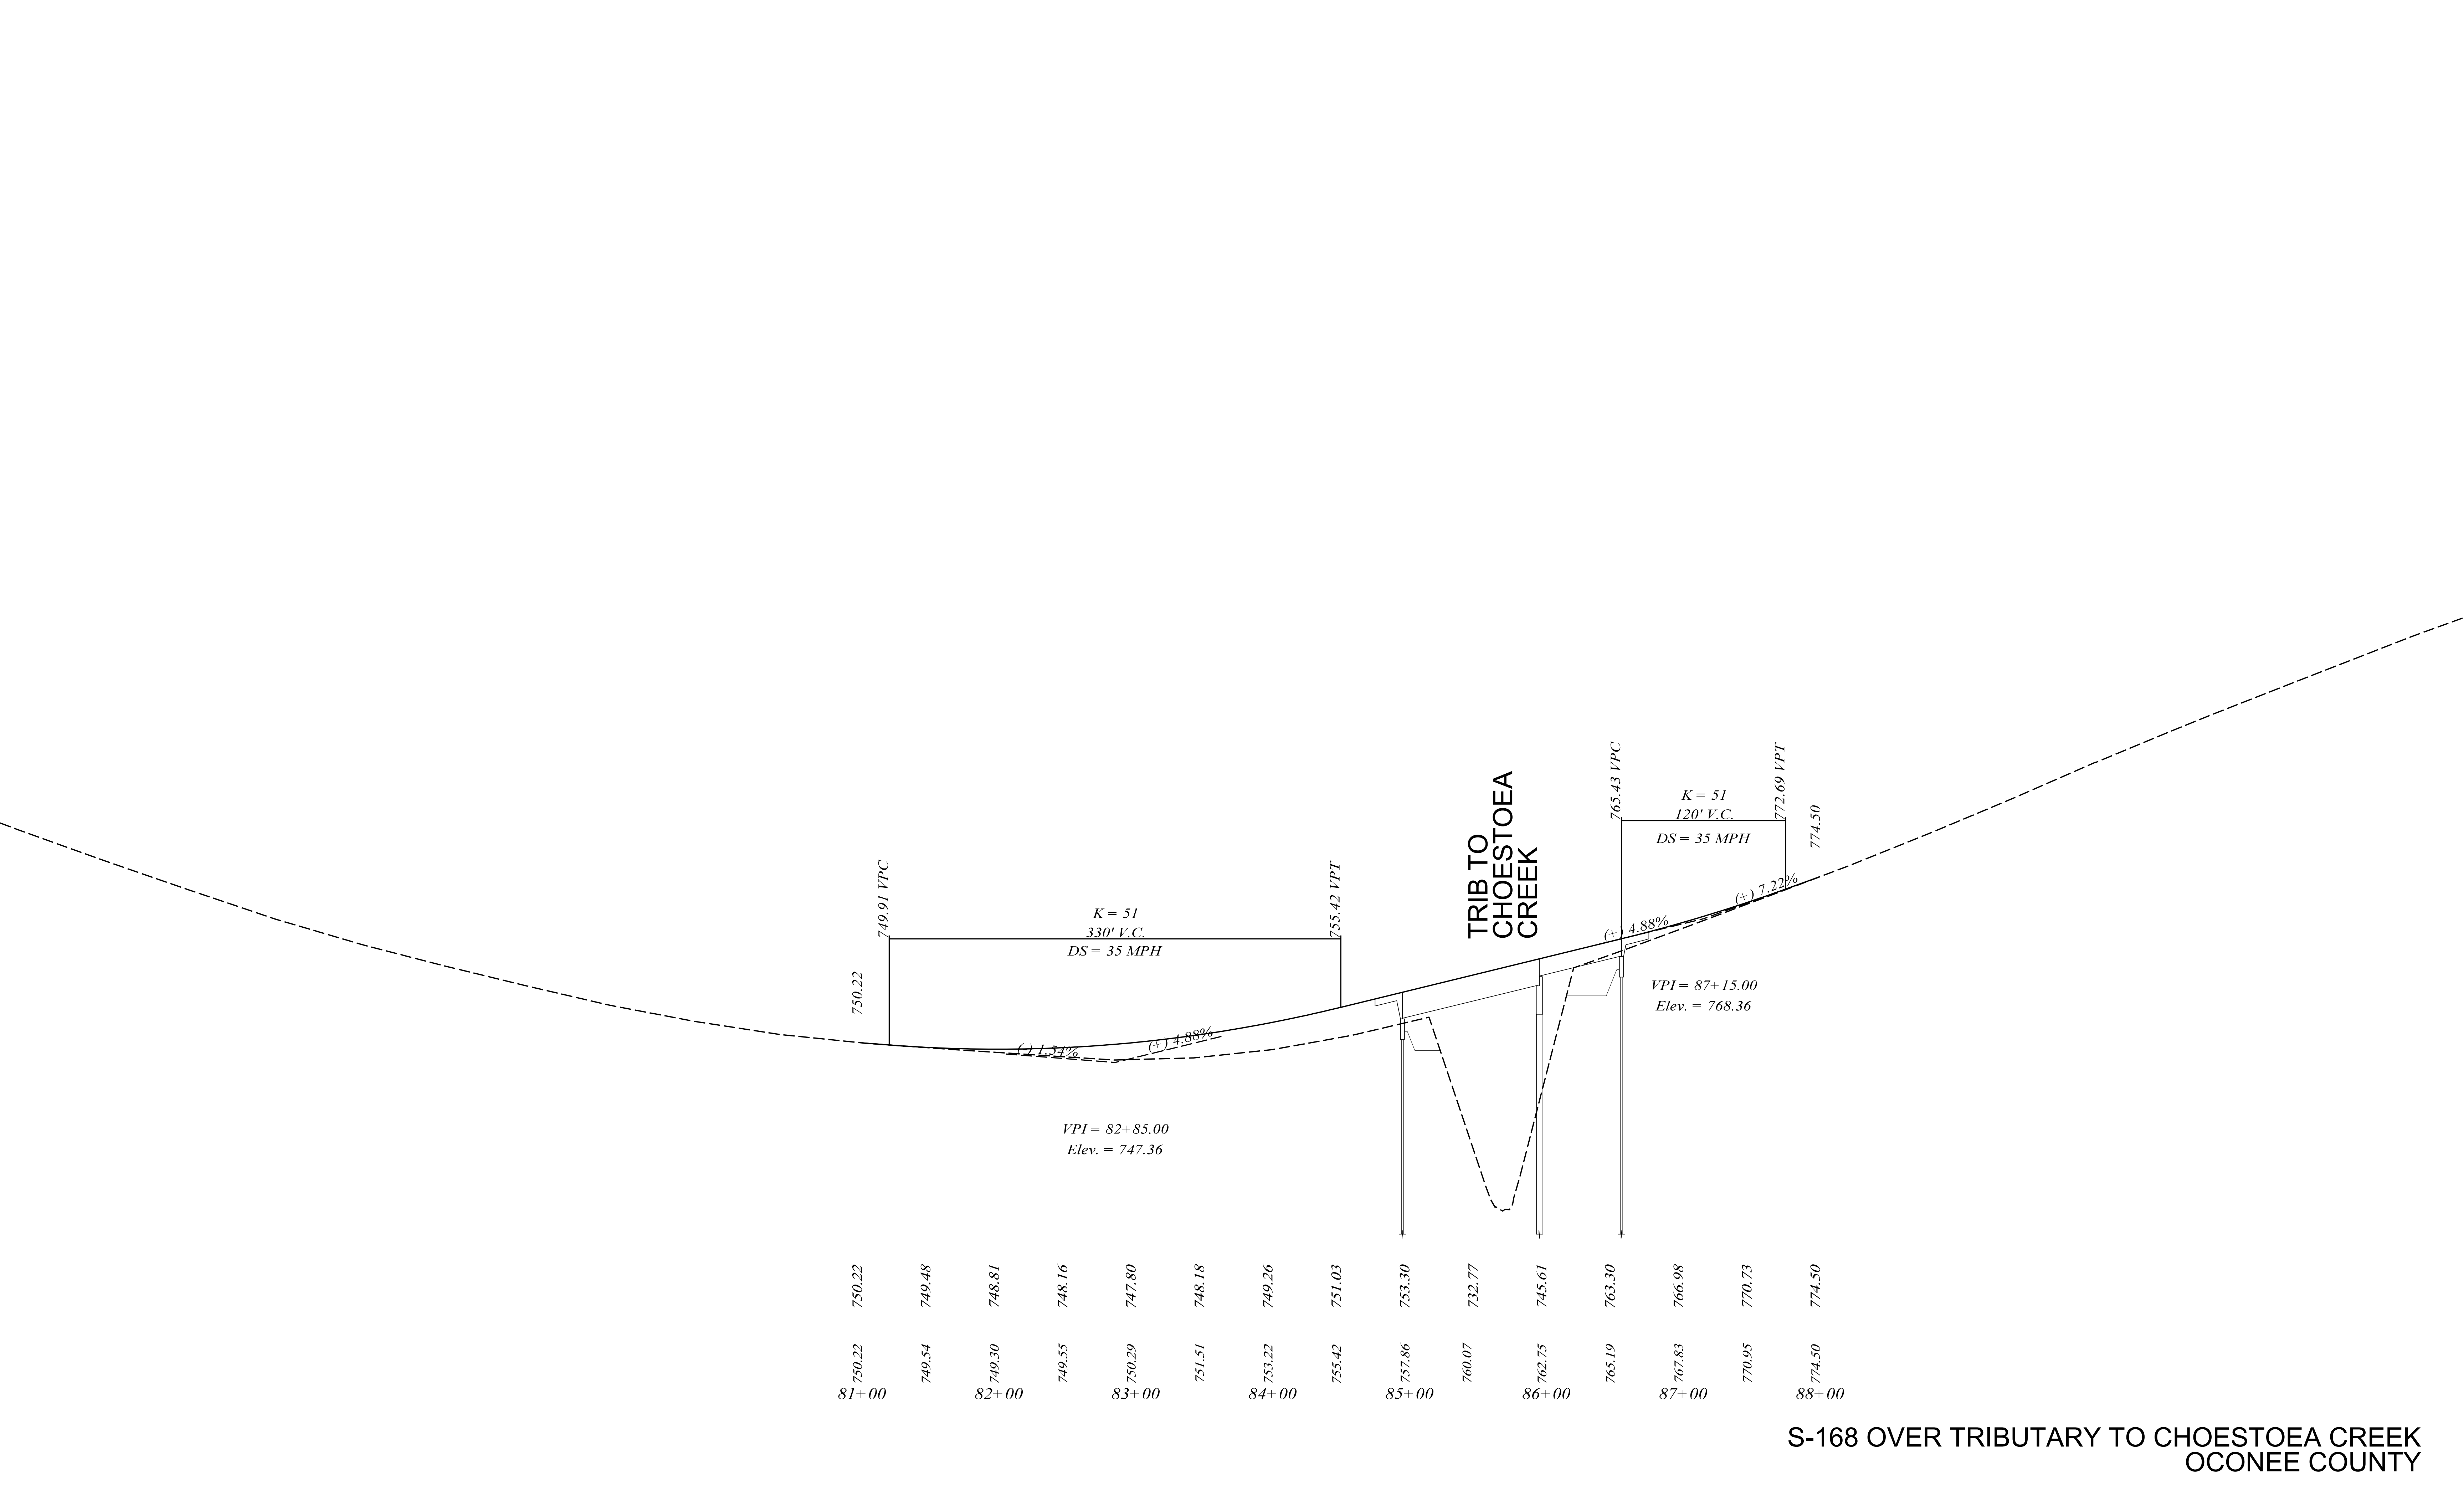 765.43 VPC
772.69 VPT
K = 51
120' V.C.
DS = 35 MPH
774.50
TRIB TO
CHOESTOEA
CREEK
749.91 VPC
755.42 VPT
K = 51
330' V.C.
DS = 35 MPH
(+) 7.22%
(+) 4.88%
750.22
VPI = 87+15.00
Elev. = 768.36
(-) 1.54%
(+) 4.88%
VPI = 82+85.00
Elev. = 747.36
750.22 749.48 748.81 748.16 747.80 748.18 749.26 751.03 753.30 732.77 745.61 763.30 766.98 770.73 774.50
750.22 749.54 749.30 749.55 750.29 751.51 753.22 755.42 757.86 760.07 762.75 765.19 767.83 770.95 774.50
81+00 82+00 83+00 84+00 85+00 86+00 87+00 88+00
S-168 OVER TRIBUTARY TO CHOESTOEA CREEK
OCONEE COUNTY